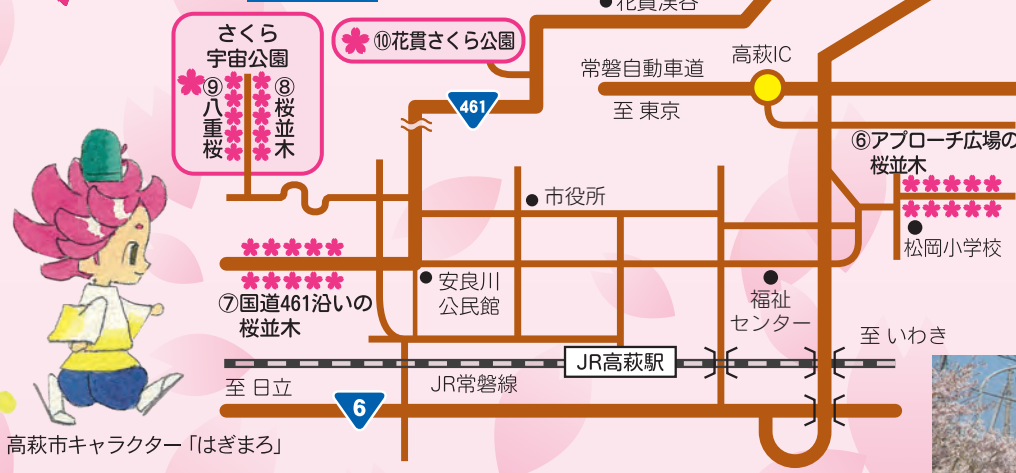 花貫渓谷
さくら
宇宙公園
⑨八重桜
⑧桜並木
⑩花貫さくら公園
461
常磐自動車道
高萩IC
至 東京
⑥アプローチ広場の
桜並木
松岡小学校
市役所
安良川
公民館
⑦国道461沿いの
桜並木
福祉
センター
至 いわき
JR高萩駅
至 日立
JR常磐線
6
高萩市キャラクター「はぎまろ」